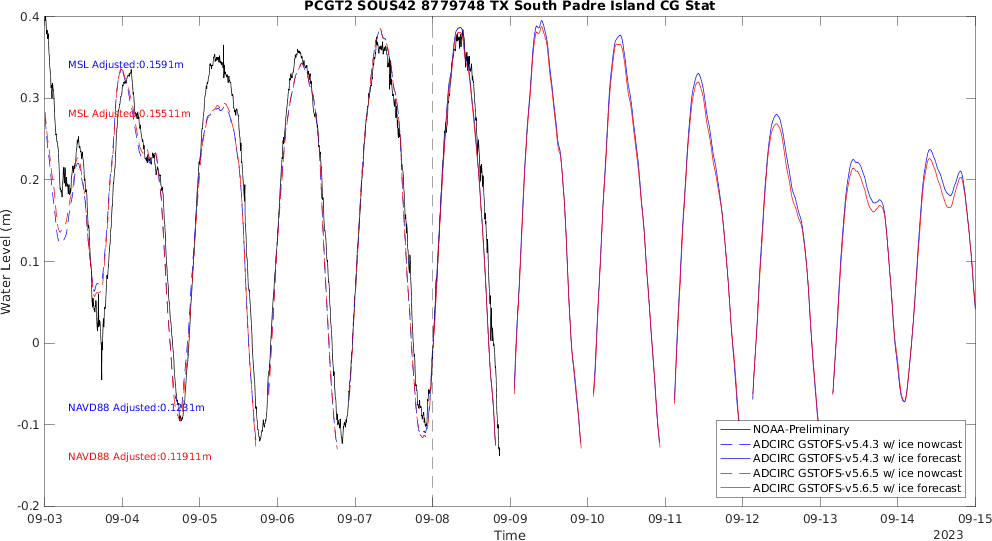 PCGT2 SOUS42 8779748 TX South Padre Island CG Stat
0.4
0.3
0.2
0.1
0
-0.1
-0.2
Water Level (m)
MSL Adjusted:0.1591m
MSL Adjusted:0.15511m
NAVD88 Adjusted:0.1231m
NAVD88 Adjusted:0.11911m
NOAA-Preliminary
ADCIRC GSTOFS-v5.4.3 w/ ice nowcast
ADCIRC GSTOFS-v5.4.3 w/ ice forecast
ADCIRC GSTOFS-v5.6.5 w/ ice nowcast
ADCIRC GSTOFS-v5.6.5 w/ ice forecast
09-03 09-04 09-05 09-06 09-07 09-08 09-09 09-10 09-11 09-12 09-13 09-14 09-15
Time
2023